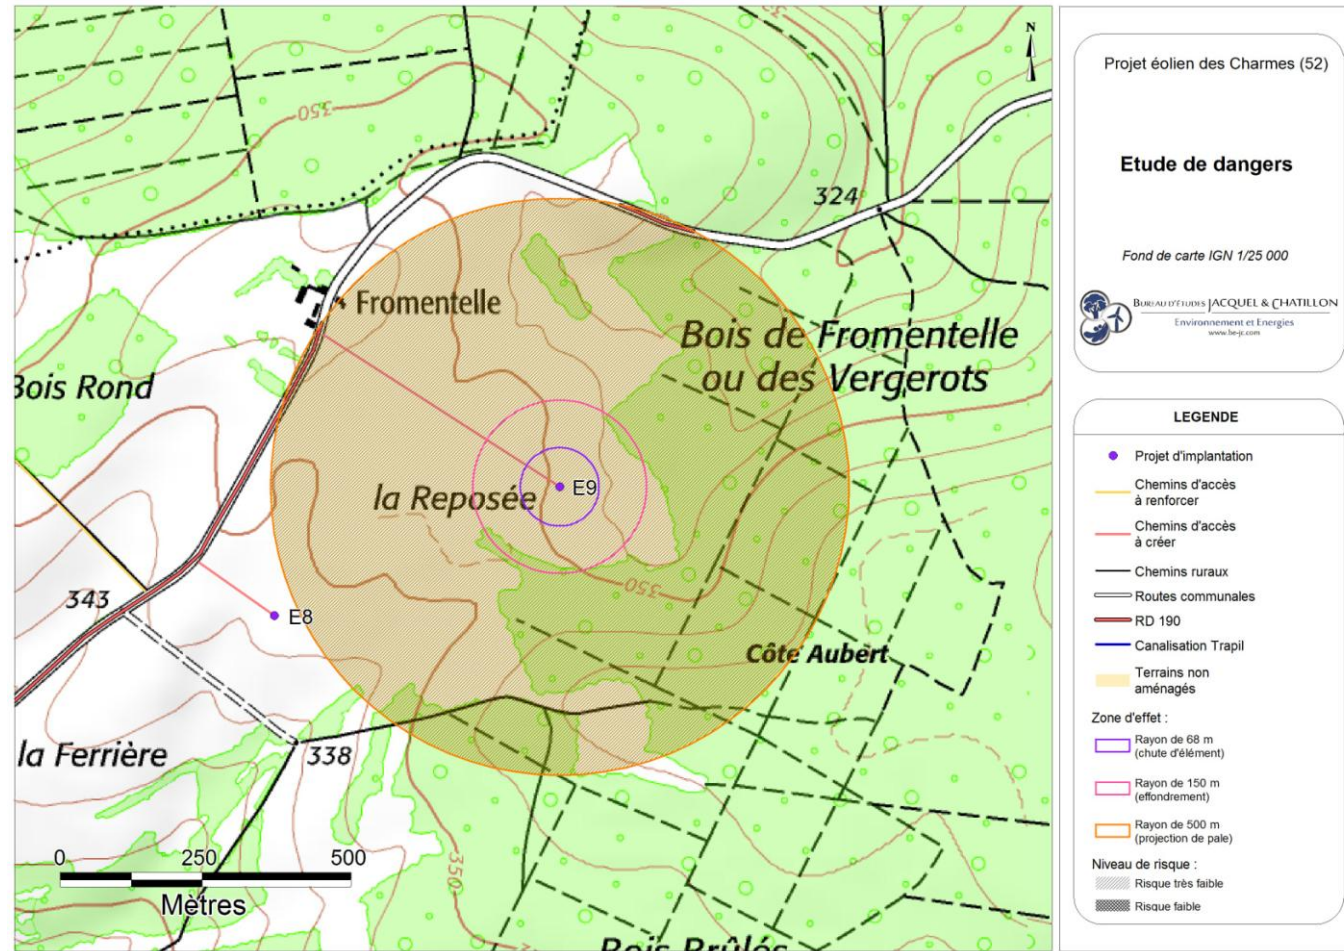 350
N
324
Fromentelle
Bois de Fromentelle
ou des Vergerots
Bois Rond
la Reposée
E9
350
343
E8
Côte Aubert
la Ferrière
338
350
0 250 500
Mètres
Bois Brûlés
Projet éolien des Charmes (52)
Etude de dangers
Fond de carte IGN 1/25 000
BUREAU D'ÉTUDES JACQUEL & CHATILLON
Environnement et Energies
www.be-jc.com
LEGENDE
Projet d'implantation
Chemins d'accès
à renforcer
Chemins d'accès
à créer
Chemins ruraux
Routes communales
RD 190
Canalisation Trapil
Terrains non
aménagés
Zone d'effet :
Rayon de 68 m
(chute d'élément)
Rayon de 150 m
(effondrement)
Rayon de 500 m
(projection de pale)
Niveau de risque :
Risque très faible
Risque faible